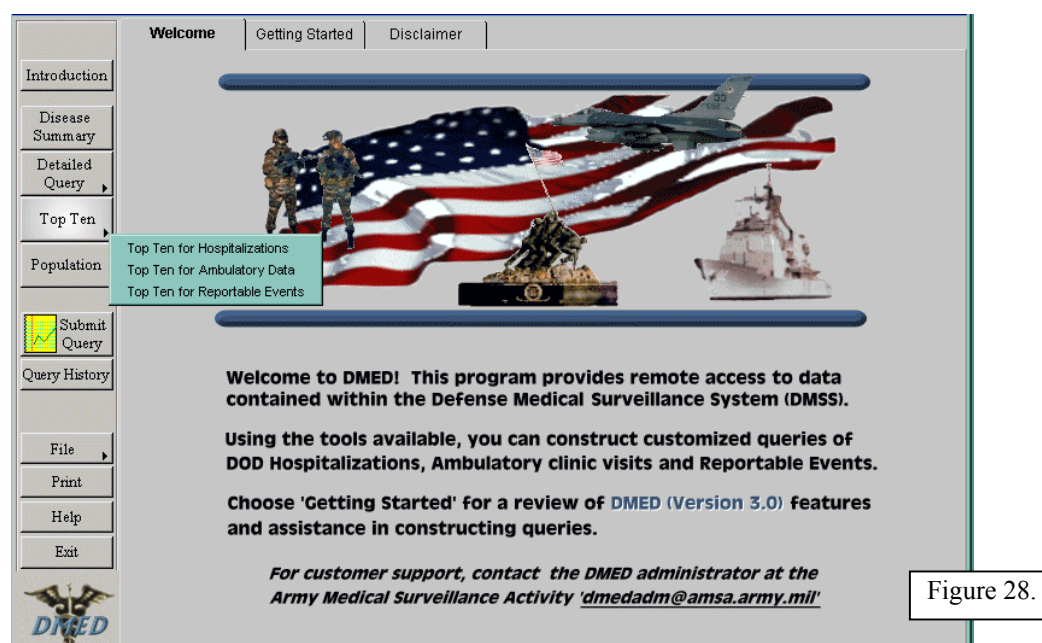 Welcome
Getting Started
Disclaimer
Introduction
Disease
Summary
Detailed
Query
Top Ten
Top Ten for Hospitalizations
Top Ten for Ambulatory Data
Top Ten for Reportable Events
Population
Submit
Query
Query History
File
Print
Help
Exit
DMED
Welcome to DMED! This program provides remote access to data
contained within the Defense Medical Surveillance System (DMSS).
Using the tools available, you can construct customized queries of
DOD Hospitalizations, Ambulatory clinic visits and Reportable Events.
Choose 'Getting Started' for a review of DMED (Version 3.0) features
and assistance in constructing queries.
For customer support, contact the DMED administrator at the
Army Medical Surveillance Activity 'dmedadm@amsa.army.mil'
Figure 28.